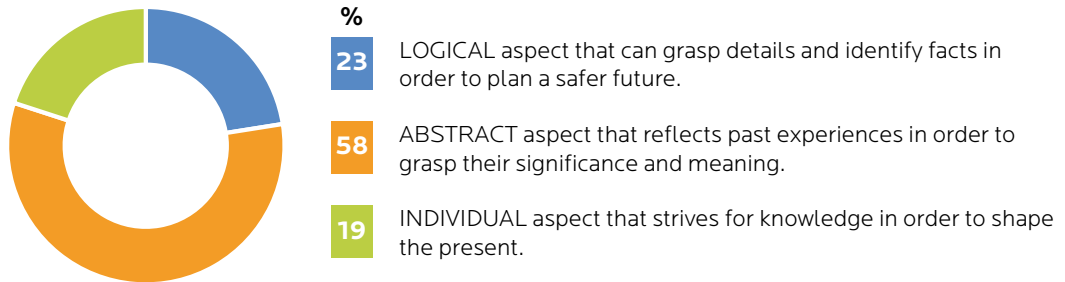 %
23 LOGICAL aspect that can grasp details and identify facts in
order to plan a safer future.
58 ABSTRACT aspect that reflects past experiences in order to
grasp their significance and meaning.
19 INDIVIDUAL aspect that strives for knowledge in order to shape
the present.